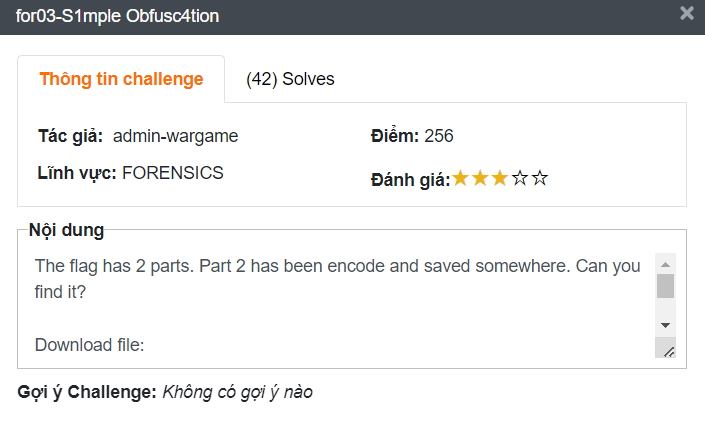 for03-S1mple Obfusc4tion ×
Thông tin challenge (42) Solves
Tác giả: admin-wargame Điểm: 256
Lĩnh vực: FORENSICS Đánh giá:★★★☆☆
Nội dung
The flag has 2 parts. Part 2 has been encode and saved somewhere. Can you
find it?
Download file:
Gợi ý Challenge: Không có gợi ý nào